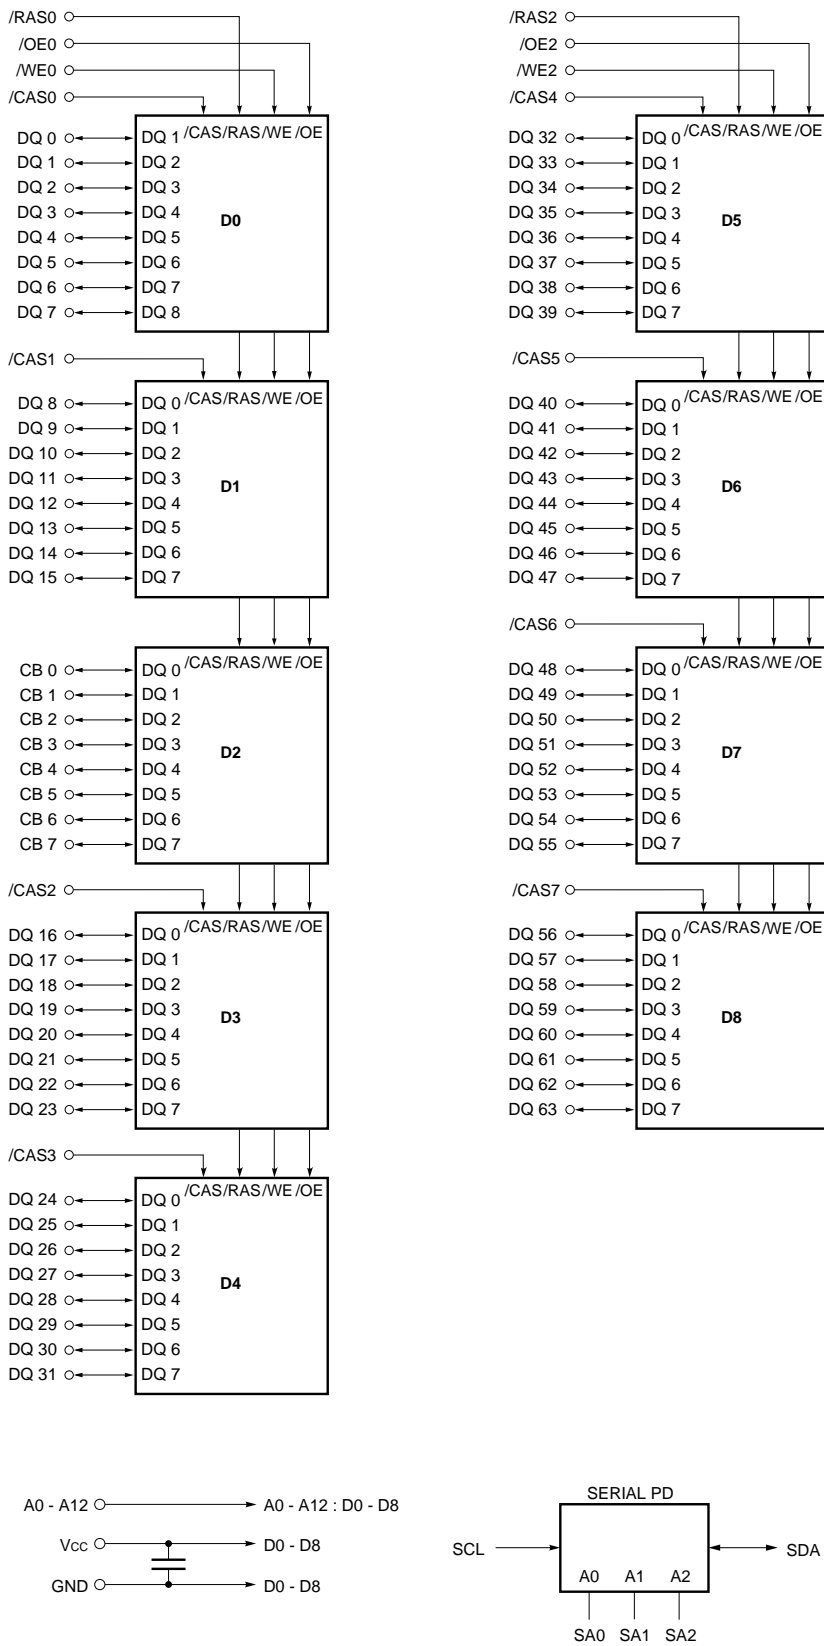 /RAS0
/OE0
/WE0
/CAS0
DQ 0 DQ 1 /CAS /RAS /WE /OE
DQ 1 DQ 2
DQ 2 DQ 3
DQ 3 DQ 4 D0
DQ 4 DQ 5
DQ 5 DQ 6
DQ 6 DQ 7
DQ 7 DQ 8
/CAS1
DQ 8 DQ 0 /CAS /RAS /WE /OE
DQ 9 DQ 1
DQ 10 DQ 2
DQ 11 DQ 3 D1
DQ 12 DQ 4
DQ 13 DQ 5
DQ 14 DQ 6
DQ 15 DQ 7
CB 0 DQ 0 /CAS /RAS /WE /OE
CB 1 DQ 1
CB 2 DQ 2
CB 3 DQ 3 D2
CB 4 DQ 4
CB 5 DQ 5
CB 6 DQ 6
CB 7 DQ 7
/CAS2
DQ 16 DQ 0 /CAS /RAS /WE /OE
DQ 17 DQ 1
DQ 18 DQ 2
DQ 19 DQ 3 D3
DQ 20 DQ 4
DQ 21 DQ 5
DQ 22 DQ 6
DQ 23 DQ 7
/CAS3
DQ 24 DQ 0 /CAS /RAS /WE /OE
DQ 25 DQ 1
DQ 26 DQ 2
DQ 27 DQ 3 D4
DQ 28 DQ 4
DQ 29 DQ 5
DQ 30 DQ 6
DQ 31 DQ 7
/RAS2
/OE2
/WE2
/CAS4
DQ 32 DQ 0 /CAS /RAS /WE /OE
DQ 33 DQ 1
DQ 34 DQ 2
DQ 35 DQ 3 D5
DQ 36 DQ 4
DQ 37 DQ 5
DQ 38 DQ 6
DQ 39 DQ 7
/CAS5
DQ 40 DQ 0 /CAS /RAS /WE /OE
DQ 41 DQ 1
DQ 42 DQ 2
DQ 43 DQ 3 D6
DQ 44 DQ 4
DQ 45 DQ 5
DQ 46 DQ 6
DQ 47 DQ 7
/CAS6
DQ 48 DQ 0 /CAS /RAS /WE /OE
DQ 49 DQ 1
DQ 50 DQ 2
DQ 51 DQ 3 D7
DQ 52 DQ 4
DQ 53 DQ 5
DQ 54 DQ 6
DQ 55 DQ 7
/CAS7
DQ 56 DQ 0 /CAS /RAS /WE /OE
DQ 57 DQ 1
DQ 58 DQ 2
DQ 59 DQ 3 D8
DQ 60 DQ 4
DQ 61 DQ 5
DQ 62 DQ 6
DQ 63 DQ 7
A0 - A12 A0 - A12 : D0 - D8
Vcc D0 - D8
GND D0 - D8
SERIAL PD
SCL SDA
A0 A1 A2
SA0 SA1 SA2